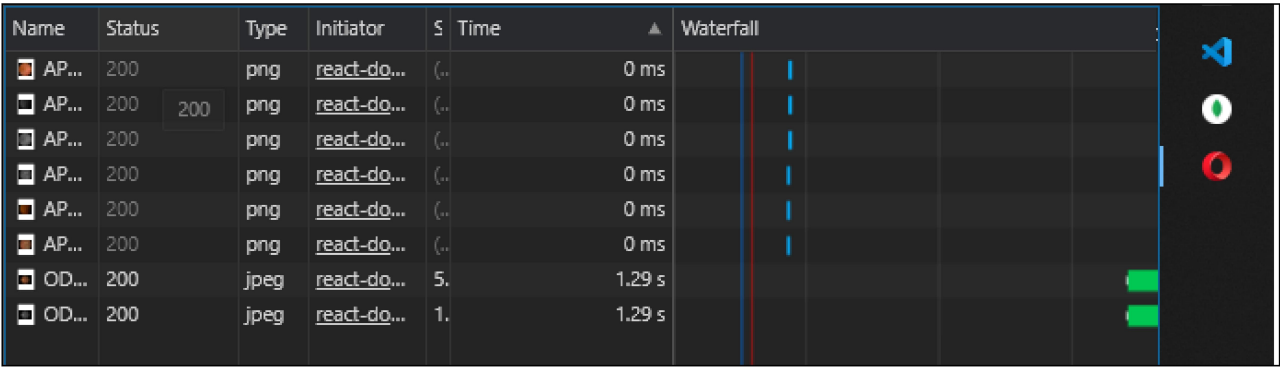 Name Status Type Initiator S Time Waterfall
AP... 200 png react-do... (.. 0 ms
AP... 200 png react-do... (.. 0 ms
200
AP... 200 png react-do... (.. 0 ms
AP... 200 png react-do... (.. 0 ms
AP... 200 png react-do... (.. 0 ms
AP... 200 png react-do... (.. 0 ms
OD... 200 jpeg react-do... 5. 1.29 s
OD... 200 jpeg react-do... 1. 1.29 s